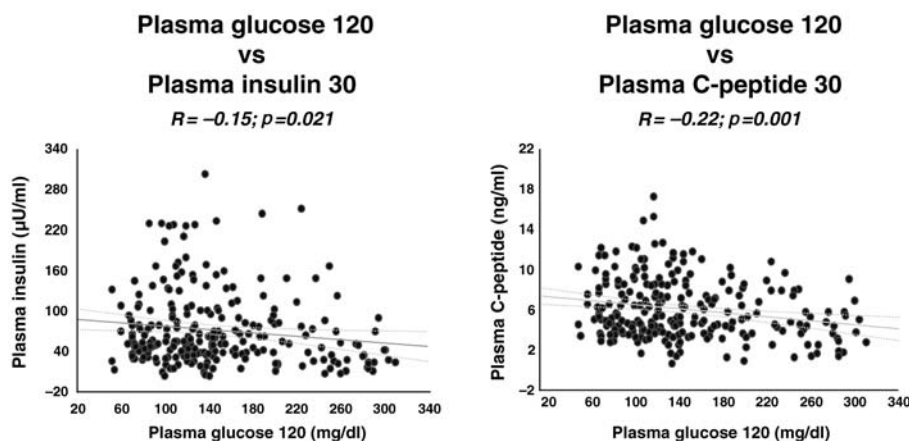 Plasma glucose 120
vs
Plasma insulin 30
R = –0.15; p=0.021
Plasma insulin (µU/ml)
340
280
220
160
100
40
–20
20 60 100 140 180 220 260 300 340
Plasma glucose 120 (mg/dl)
Plasma glucose 120
vs
Plasma C-peptide 30
R = –0.22; p=0.001
Plasma C-peptide (ng/ml)
22
18
14
10
6
2
–2
20 60 100 140 180 220 260 300 340
Plasma glucose 120 (mg/dl)